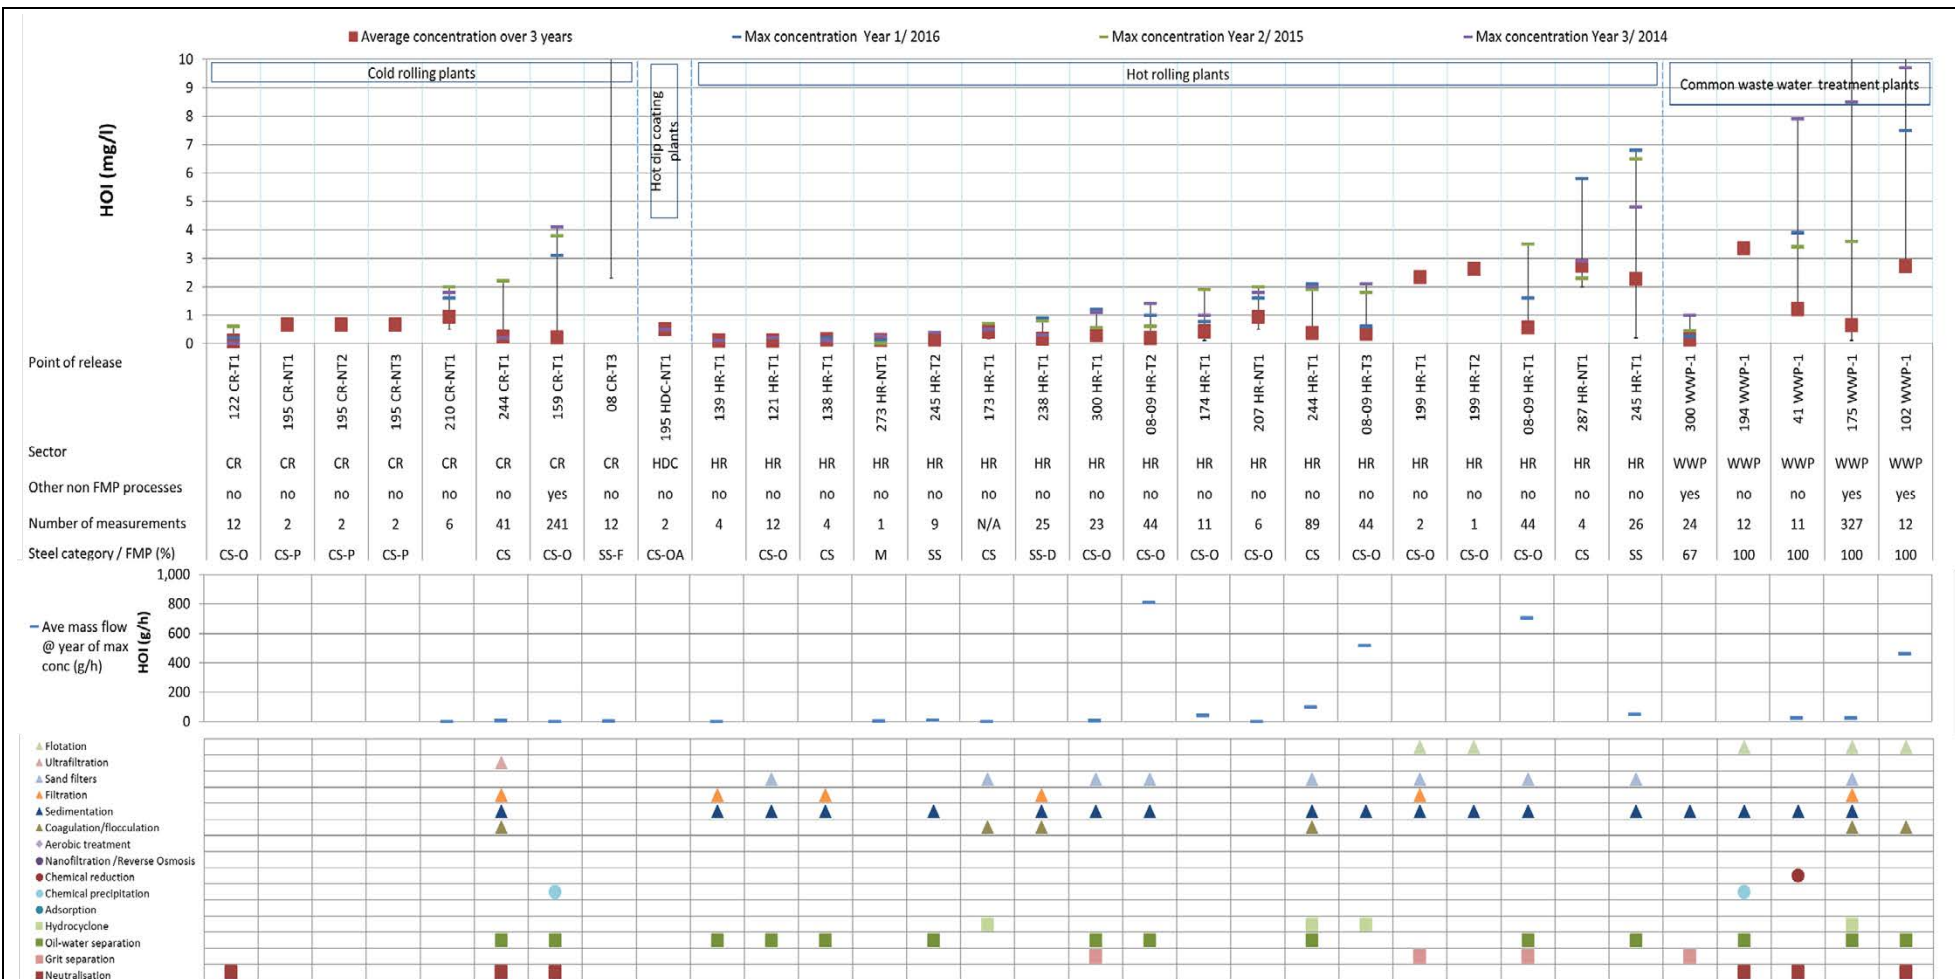 Average concentration over 3 years Max concentration Year 1/ 2016 Max concentration Year 2/ 2015 Max concentration Year 3/ 2014
HOI (mg/l)
10
9
8
7
6
5
4
3
2
1
0
Cold rolling plants
Hot dip coating
plants
Hot rolling plants
Common waste water treatment plants
Point of release
122 CR-T1 195 CR-NT1 195 CR-NT2 195 CR-NT3 210 CR-NT1 244 CR-T1 159 CR-T1 08 CR-T3 195 HDC-NT1 139 HR-T1 121 HR-T1 138 HR-T1 273 HR-NT1 245 HR-T2 173 HR-T1 238 HR-T1 300 HR-T1 08-09 HR-T2 174 HR-T1 207 HR-NT1 244 HR-T1 08-09 HR-T3 199 HR-T1 199 HR-T2 08-09 HR-T1 287 HR-NT1 245 HR-T1 300 WWP-1 194 WWP-1 41 WWP-1 175 WWP-1 102 WWP-1
Sector
CR CR CR CR CR CR CR CR HDC HR HR HR HR HR HR HR HR HR HR HR HR HR HR HR HR HR HR WWP WWP WWP WWP WWP
Other non FMP processes
no no no no no no yes no no no no no no no no no no no no no no no no no no no no yes no no yes yes
Number of measurements 12 2 2 2 6 41 241 12 2 4 12 4 1 9 N/A 25 23 44 11 6 89 44 2 1 44 4 26 24 12 11 327 12
Steel category / FMP (%) CS-O CS-P CS-P CS-P CS CS-O SS-F CS-OA CS-O CS M SS CS SS-D CS-O CS-O CS-O CS-O CS CS-O CS-O CS-O CS-O CS SS 67 100 100 100 100
Ave mass flow
@ year of max
conc (g/h)
HOI (g/h)
1,000
800
600
400
200
0
Flotation
Ultrafiltration
Sand filters
Filtration
Sedimentation
Coagulation/flocculation
Aerobic treatment
Nanofiltration /Reverse Osmosis
Chemical reduction
Chemical precipitation
Adsorption
Hydrocyclone
Oil-water separation
Grit separation
Neutralisation